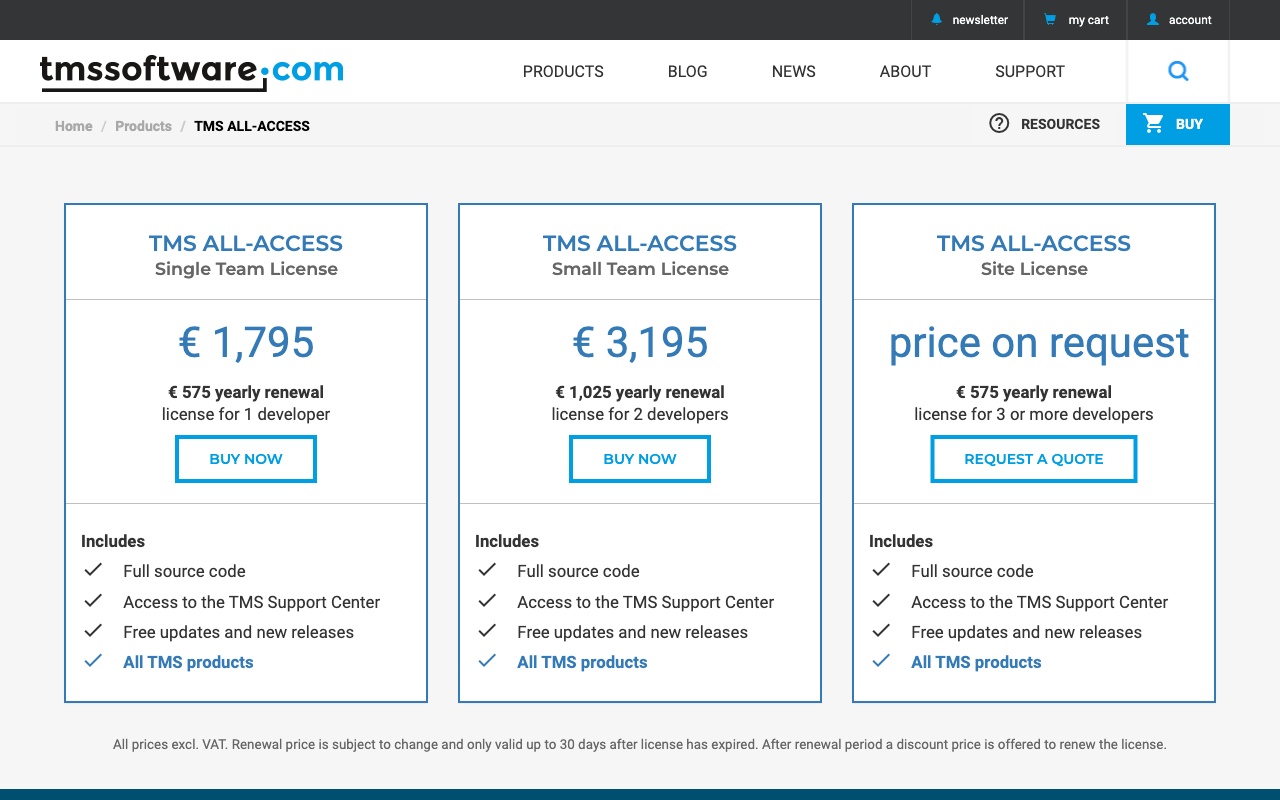 newsletter
my cart
account
tmssoftware.com
PRODUCTS
BLOG
NEWS
ABOUT
SUPPORT
Home / Products / TMS ALL-ACCESS
RESOURCES
BUY
TMS ALL-ACCESS
Single Team License
€ 1,795
€ 575 yearly renewal
license for 1 developer
BUY NOW
Includes
Full source code
Access to the TMS Support Center
Free updates and new releases
All TMS products
TMS ALL-ACCESS
Small Team License
€ 3,195
€ 1,025 yearly renewal
license for 2 developers
BUY NOW
Includes
Full source code
Access to the TMS Support Center
Free updates and new releases
All TMS products
TMS ALL-ACCESS
Site License
price on request
€ 575 yearly renewal
license for 3 or more developers
REQUEST A QUOTE
Includes
Full source code
Access to the TMS Support Center
Free updates and new releases
All TMS products
All prices excl. VAT. Renewal price is subject to change and only valid up to 30 days after license has expired. After renewal period a discount price is offered to renew the license.